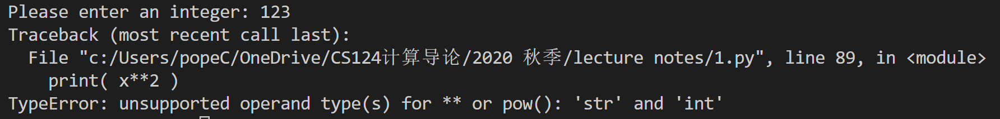 Please enter an integer: 123
Traceback (most recent call last):
  File "c:/Users/popeC/OneDrive/CS124计算导论/2020 秋季/lecture notes/1.py", line 89, in <module>
    print( x**2 )
TypeError: unsupported operand type(s) for ** or pow(): 'str' and 'int'